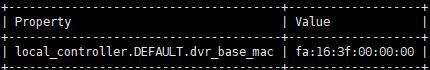 +---------------------------------------+-------------------+
| Property                              | Value             |
+---------------------------------------+-------------------+
| local_controller.DEFAULT.dvr_base_mac | fa:16:3f:00:00:00 |
+---------------------------------------+-------------------+